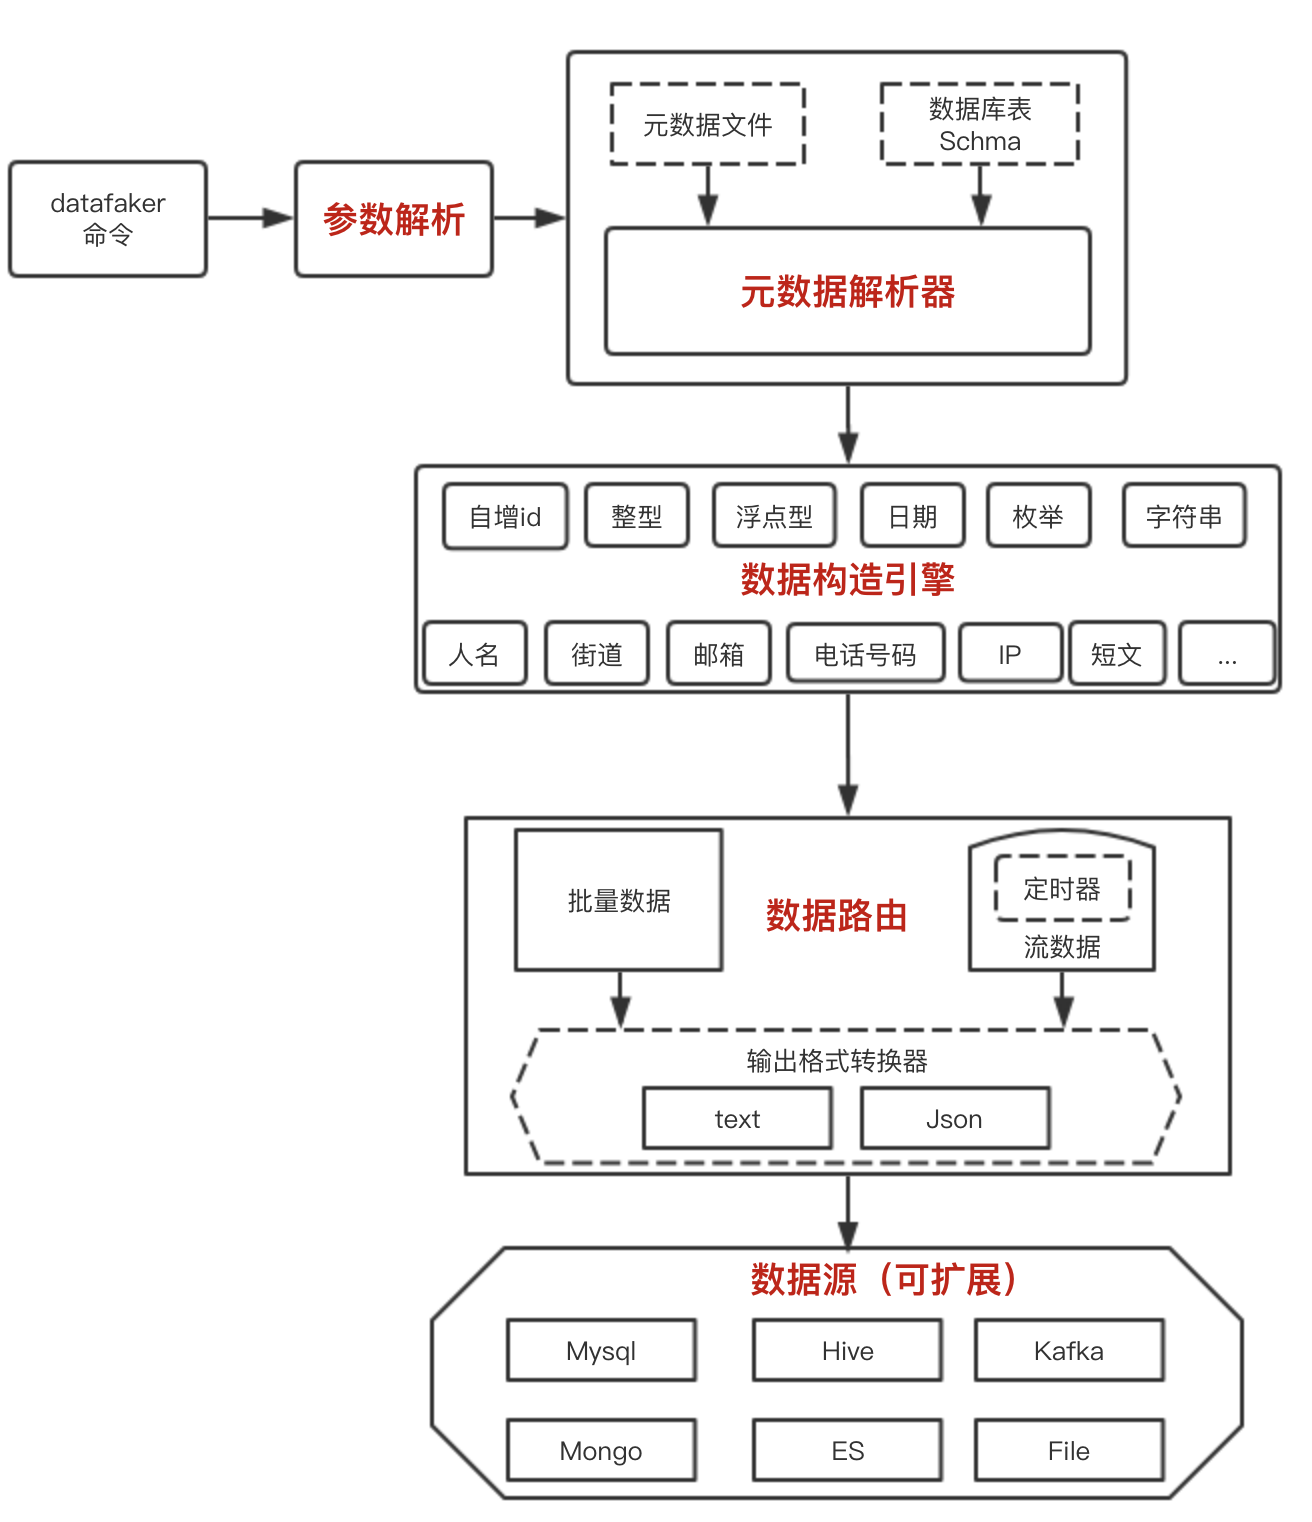 元数据文件
数据库表
Schma
datafaker
命令
参数解析
元数据解析器
自增id
整型
浮点型
日期
枚举
字符串
数据构造引擎
人名
街道
邮箱
电话号码
IP
短文
...
批量数据
数据路由
定时器
流数据
输出格式转换器
text
Json
数据源（可扩展）
Mysql
Hive
Kafka
Mongo
ES
File